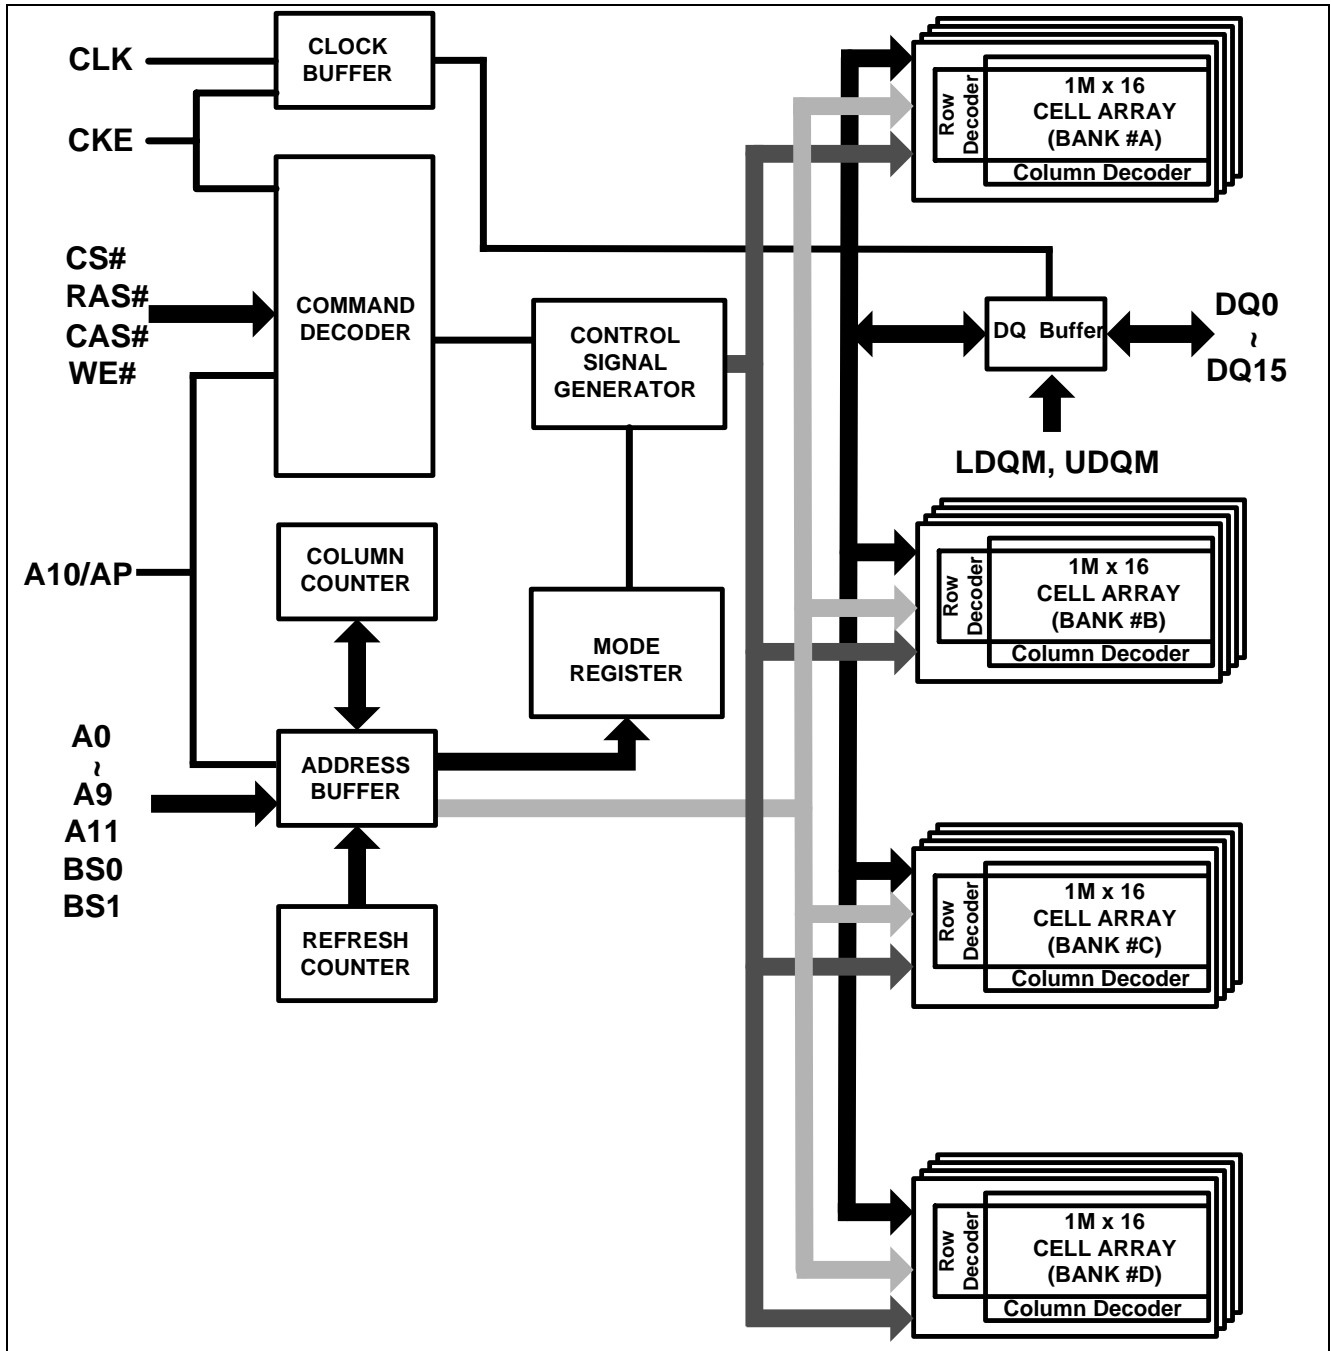 CLK
CKE
CS#
RAS#
CAS#
WE#
A10/AP
A0
~
A9
A11
BS0
BS1
CLOCK
BUFFER
COMMAND
DECODER
COLUMN
COUNTER
ADDRESS
BUFFER
REFRESH
COUNTER
CONTROL
SIGNAL
GENERATOR
MODE
REGISTER
Row
Decoder
1M x 16
CELL ARRAY
(BANK #A)
Column Decoder
DQ Buffer
DQ0
~
DQ15
LDQM, UDQM
Row
Decoder
1M x 16
CELL ARRAY
(BANK #B)
Column Decoder
Row
Decoder
1M x 16
CELL ARRAY
(BANK #C)
Column Decoder
Row
Decoder
1M x 16
CELL ARRAY
(BANK #D)
Column Decoder